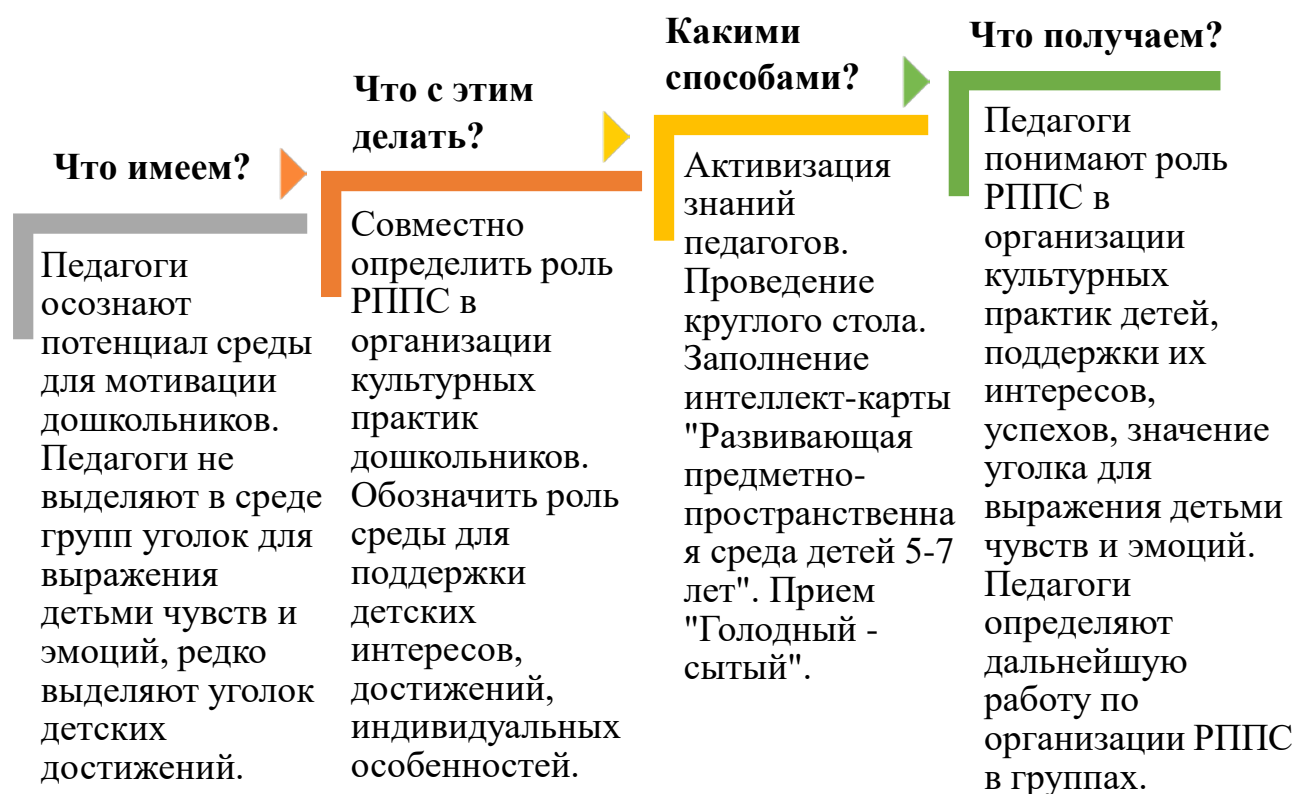 Что имеем?
Педагоги
осознают
потенциал среды
для мотивации
дошкольников.
Педагоги не
выделяют в среде
групп уголок для
выражения
детьми чувств и
эмоций, редко
выделяют уголок
детских
достижений.
Что с этим
делать?
Совместно
определить роль
РППС в
организации
культурных
практик
дошкольников.
Обозначить роль
среды для
поддержки
детских
интересов,
достижений,
индивидуальных
особенностей.
Какими
способами?
Активизация
знаний
педагогов.
Проведение
круглого стола.
Заполнение
интеллект-карты
"Развивающая
предметно-
пространственна
я среда детей 5-7
лет". Прием
"Голодный -
сытый".
Что получаем?
Педагоги
понимают роль
РППС в
организации
культурных
практик детей,
поддержки их
интересов,
успехов, значение
уголка для
выражения детьми
чувств и эмоций.
Педагоги
определяют
дальнейшую
работу по
организации РППС
в группах.